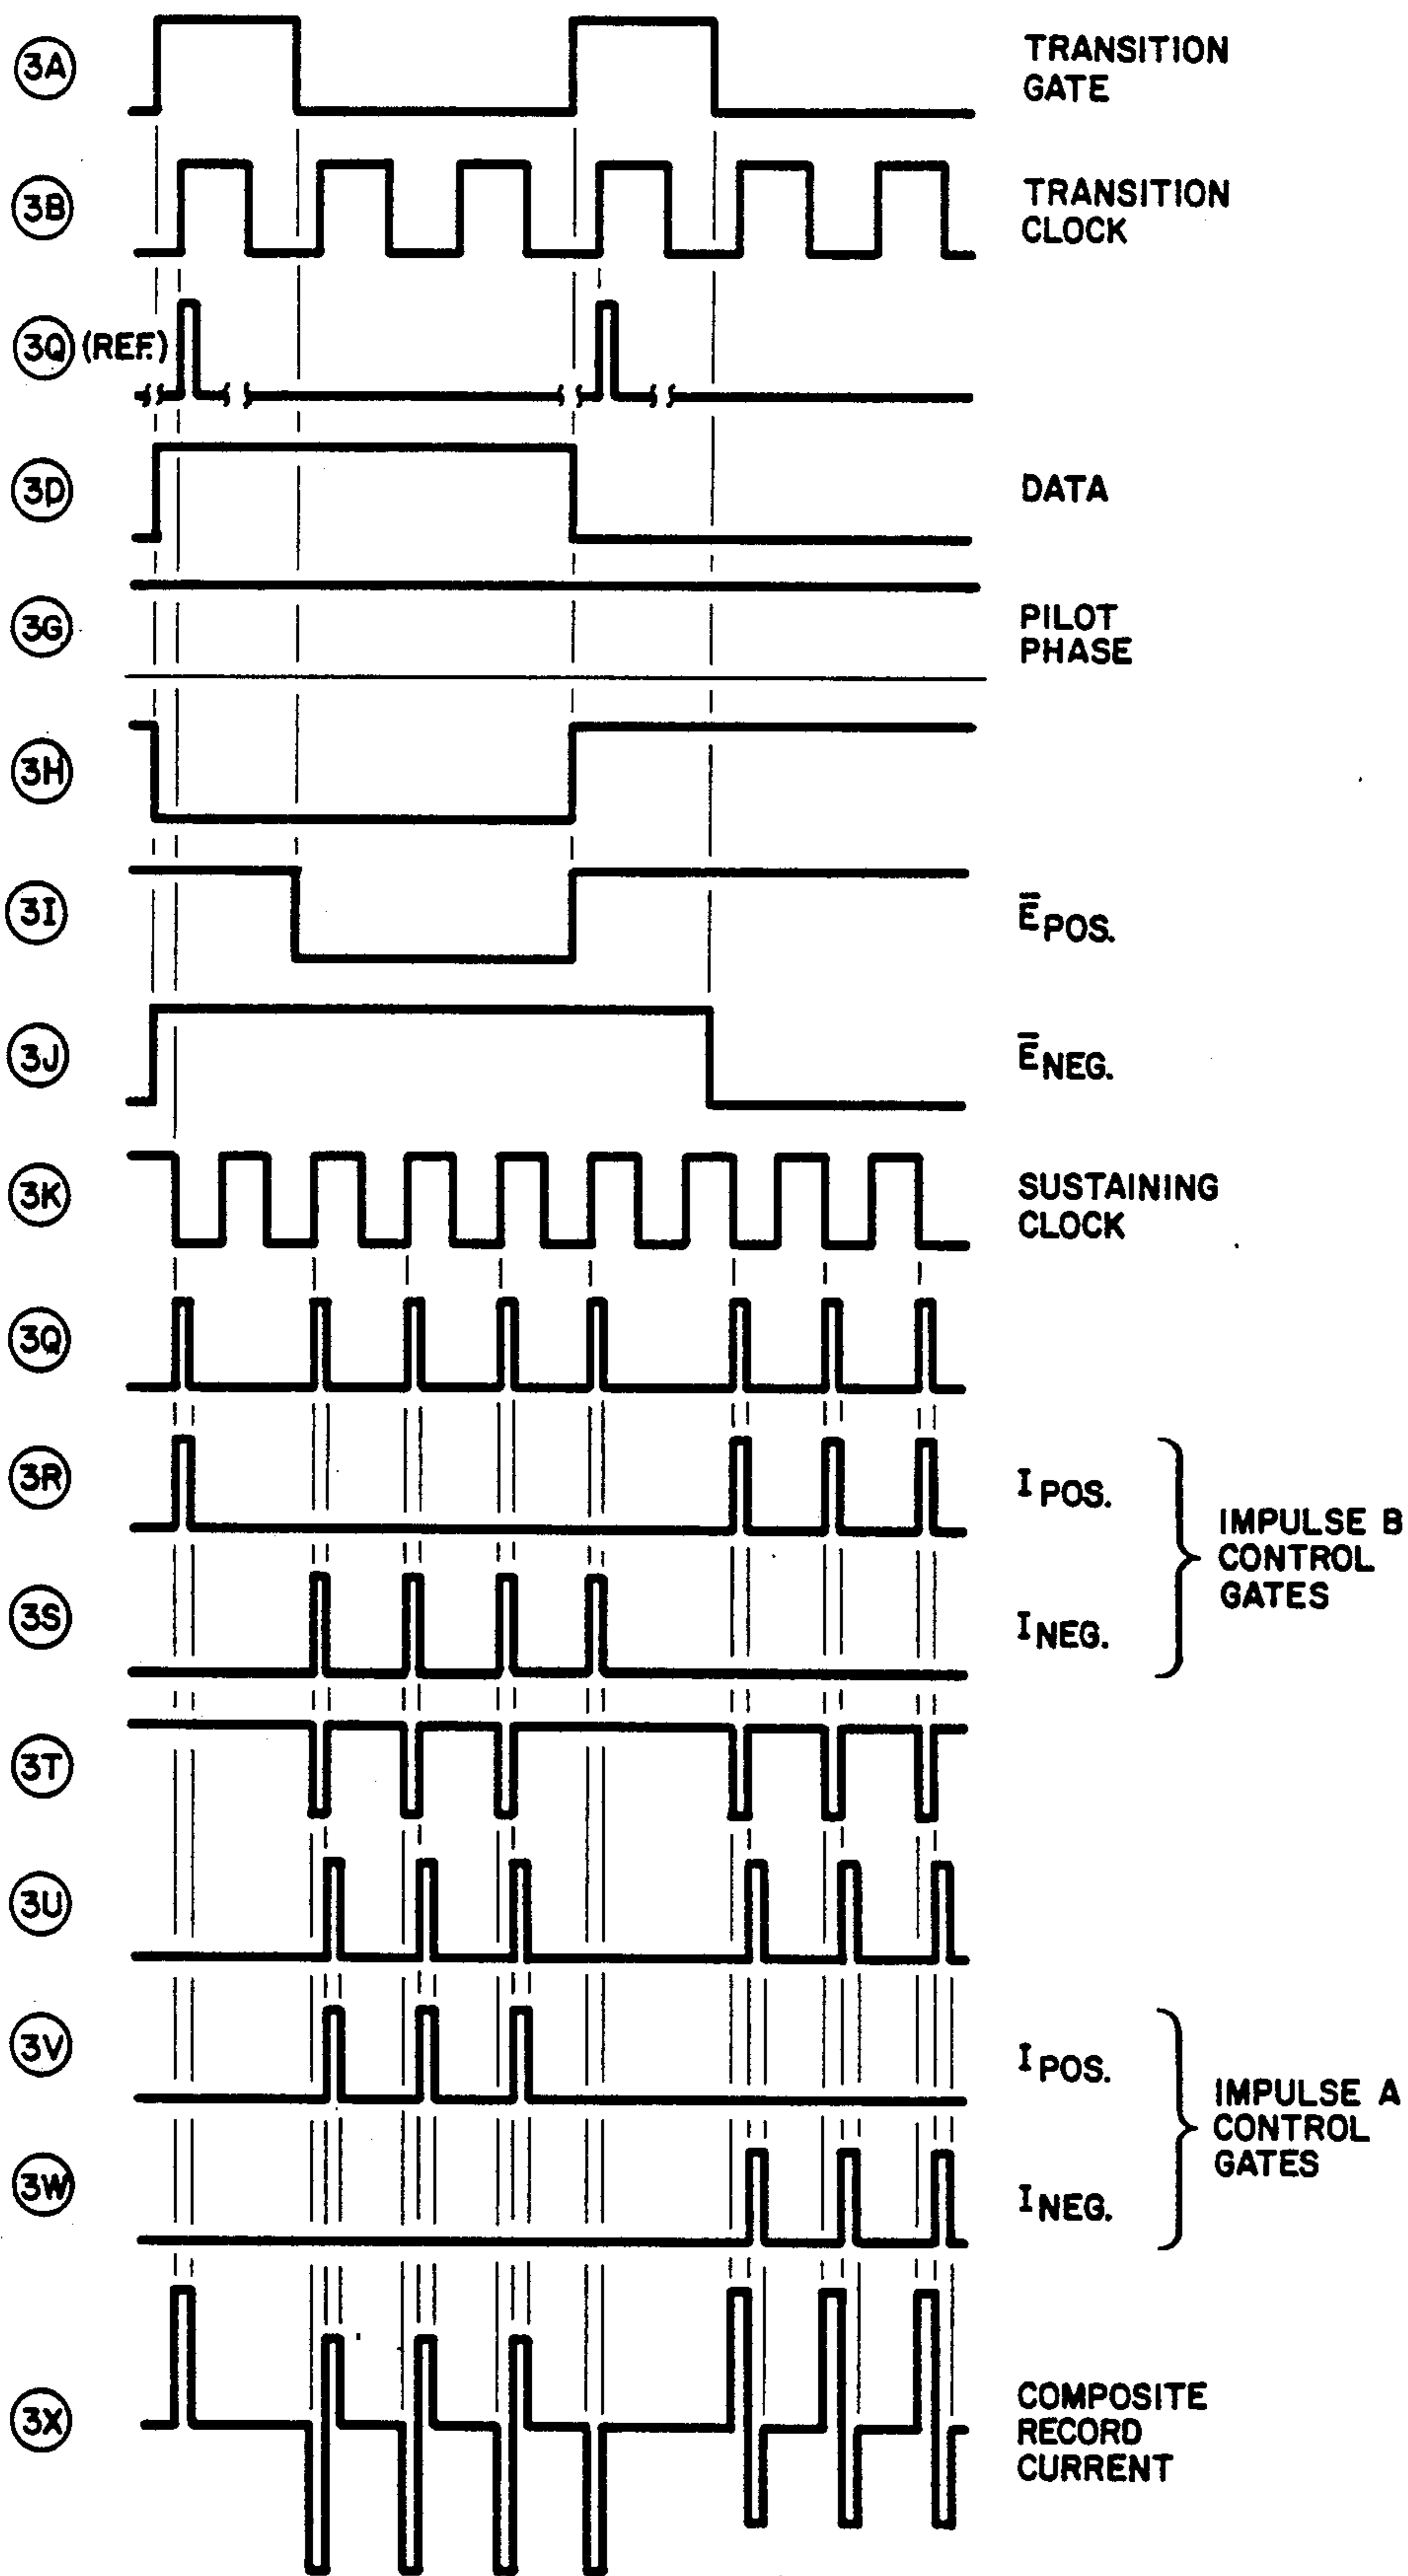 3A
TRANSITION
GATE
3B
TRANSITION
CLOCK
3Q (REF.)
3D
DATA
3G
PILOT
PHASE
3H
3I
ĒPOS.
3J
ĒNEG.
3K
SUSTAINING
CLOCK
3Q
3R
IPOS.
IMPULSE B
CONTROL
GATES
3S
INEG.
3T
3U
3V
IPOS.
IMPULSE A
CONTROL
GATES
3W
INEG.
3X
COMPOSITE
RECORD
CURRENT